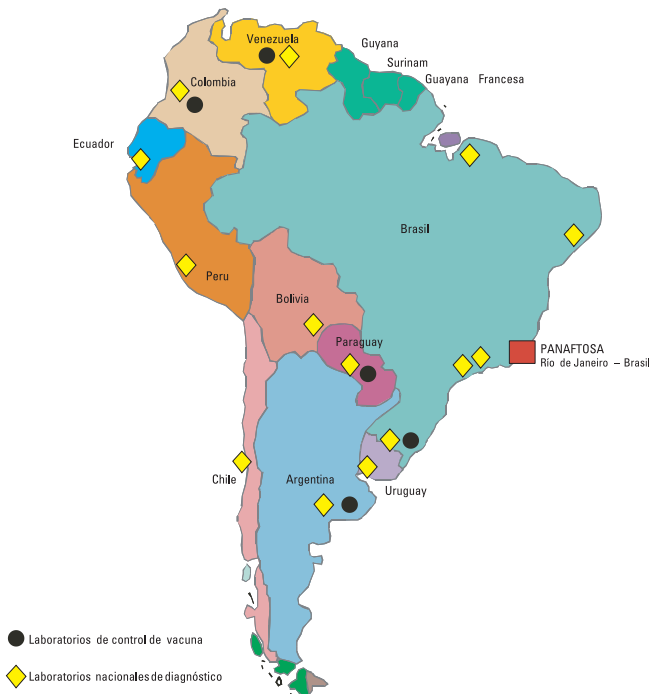 Venezuela
Guyana
Surinam
Guayana Francesa
Colombia
Ecuador
Brasil
Peru
Bolivia
Paraguay
PANAFTOSA
Río de Janeiro – Brasil
Chile
Argentina
Uruguay
Laboratorios de control de vacuna
Laboratorios nacionales de diagnóstico